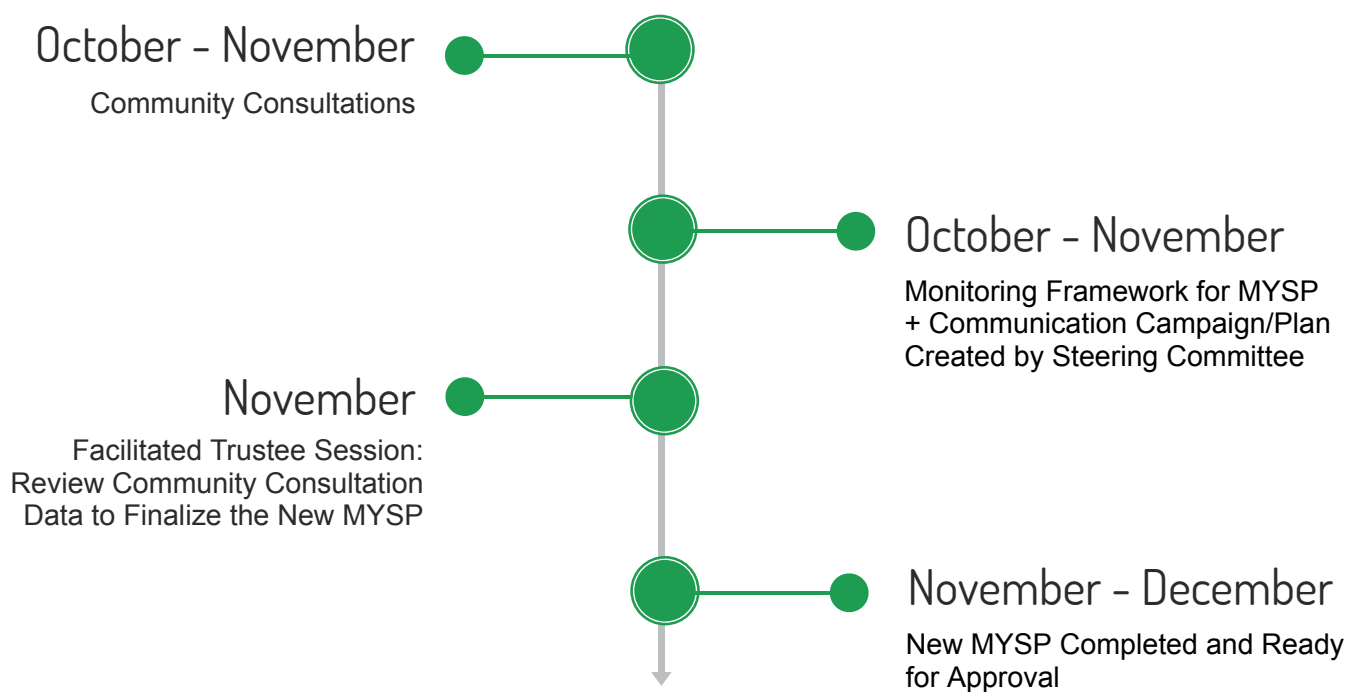 October - November
Community Consultations
October - November
Monitoring Framework for MYSP
+ Communication Campaign/Plan
Created by Steering Committee
November
Facilitated Trustee Session:
Review Community Consultation
Data to Finalize the New MYSP
November - December
New MYSP Completed and Ready
for Approval